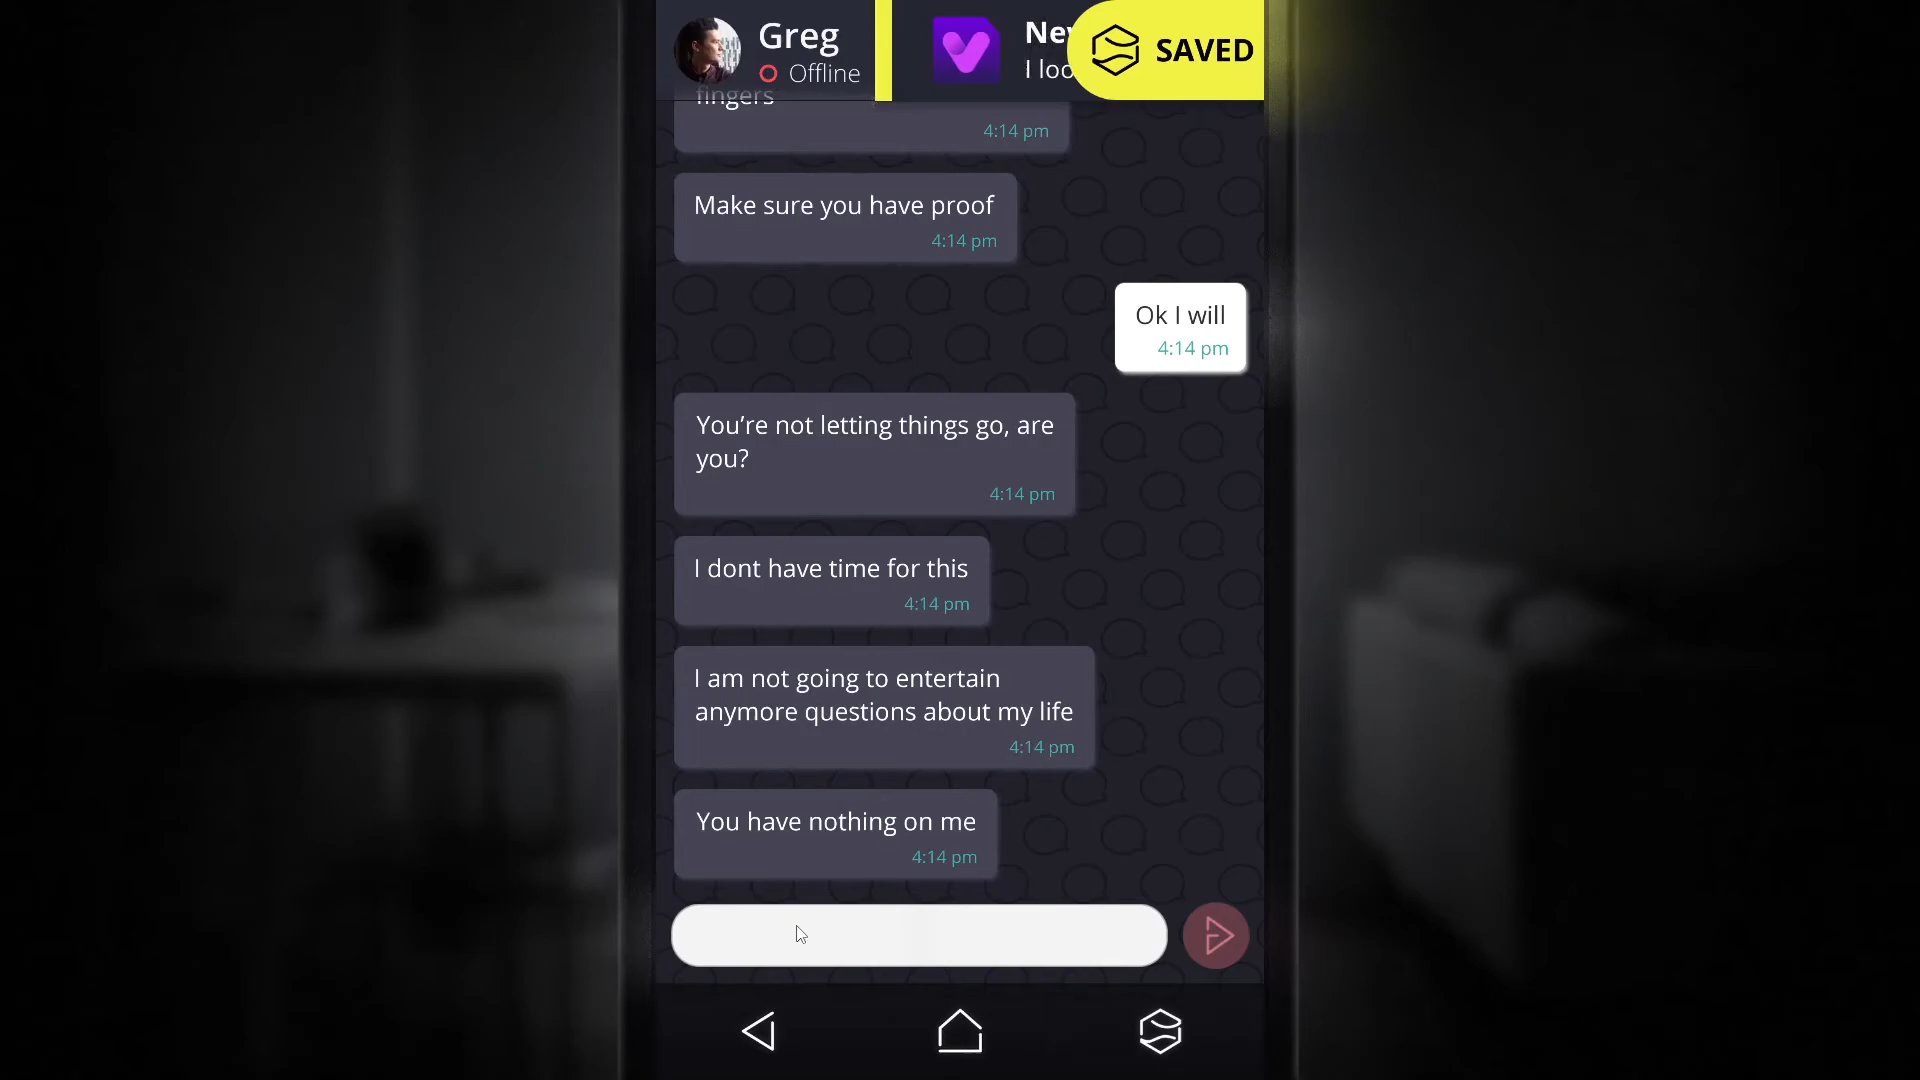 Greg
Offline
SAVED
I
fingers
4:14 pm
Make sure you have proof
4:14 pm
Ok I will
4:14 pm
You’re not letting things go, are
you?
4:14 pm
I dont have time for this
4:14 pm
I am not going to entertain
anymore questions about my life
4:14 pm
You have nothing on me
4:14 pm